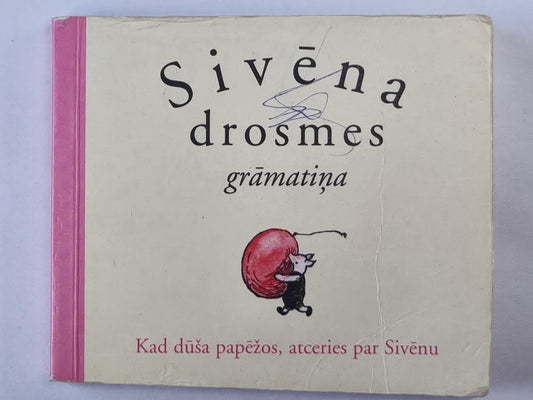 Sivēna
drosmes
grāmatiņa
Kad dūša papēžos, atceries par Sivēnu